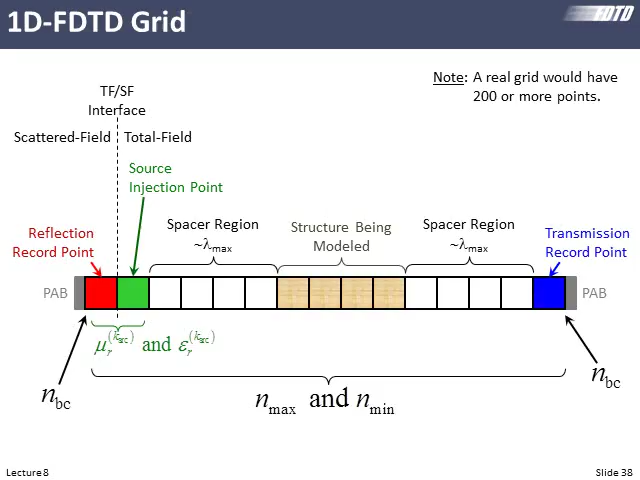 1D-FDTD Grid
FDTD
Note: A real grid would have
200 or more points.
TF/SF
Interface
Scattered-Field
Total-Field
Source
Injection Point
Reflection
Record Point
Spacer Region
~λmax
Structure Being
Modeled
Spacer Region
~λmax
Transmission
Record Point
PAB
PAB
μr(ksrc) and εr(ksrc)
nbc
nmax and nmin
nbc
Lecture 8
Slide 38